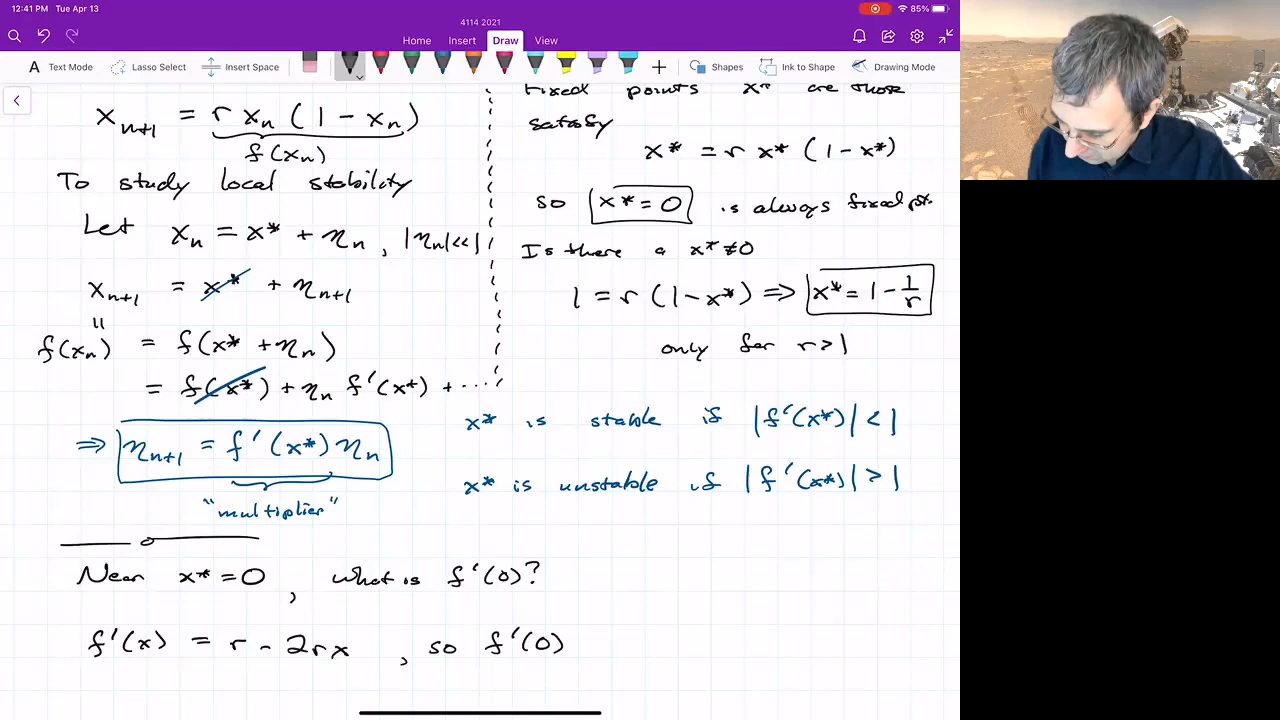 12:41 PM Tue Apr 13
85%
4114 2021
Home Insert Draw View
Text Mode Lasso Select Insert Space Shapes Ink to Shape Drawing Mode
x_{n+1} = r x_n (1 - x_n)
f(x_n)
To study local stability
Let x_n = x* + η_n, |η_n| << 1
x_{n+1} = x* + η_{n+1}
"
f(x_n) = f(x* + η_n)
= f(x*) + η_n f'(x*) + ...
⇒ η_{n+1} = f'(x*) η_n
"multiplier"
fixed points x* are those
satisfy
x* = r x* (1 - x*)
so x* = 0 is always fixed pt.
Is there a x* ≠ 0
1 = r (1 - x*) ⇒ x* = 1 - 1/r
only for r > 1
x* is stable if |f'(x*)| < 1
x* is unstable if |f'(x*)| > 1
Near x* = 0, what is f'(0)?
f'(x) = r - 2rx, so f'(0)